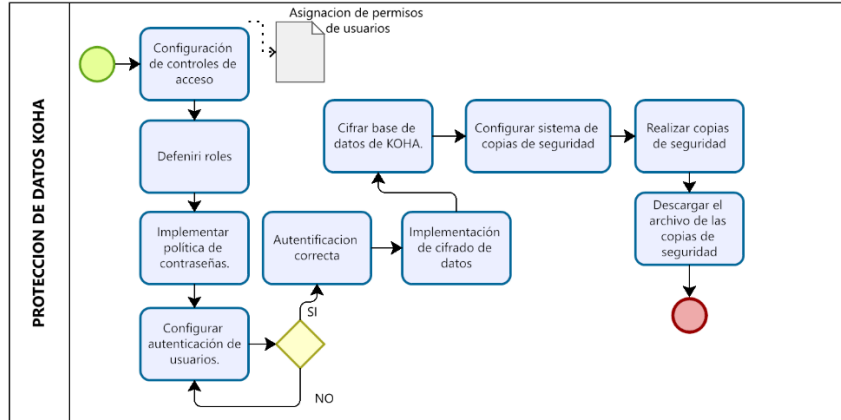 PROTECCION DE DATOS KOHA
Configuración
de controles de
acceso
Asignacion de permisos
de usuarios
Defeniri roles
Implementar
política de
contraseñas.
Configurar
autenticación de
usuarios.
SI
NO
Autentificacion
correcta
Implementación
de cifrado de
datos
Cifrar base de
datos de KOHA.
Configurar sistema de
copias de seguridad
Realizar copias
de seguridad
Descargar el
archivo de las
copias de
seguridad